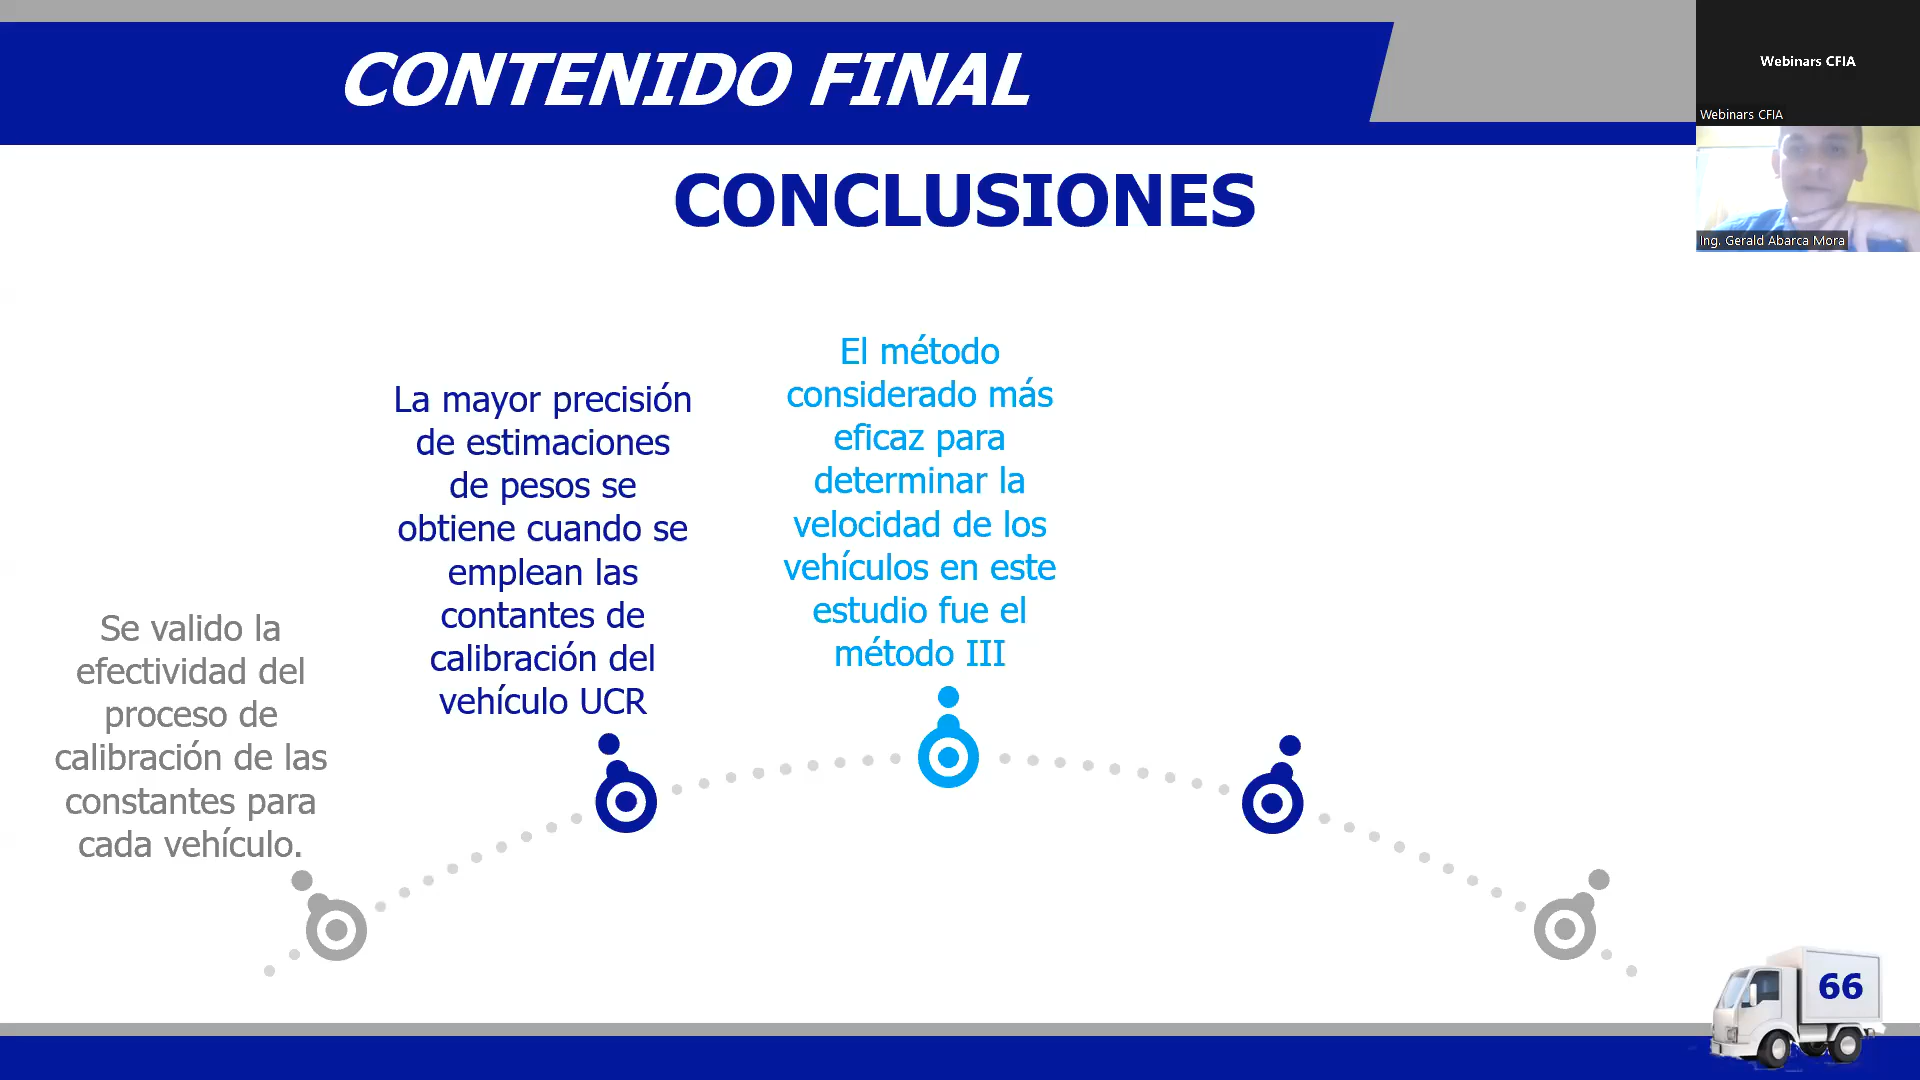 CONTENIDO FINAL
Webinars CFIA
Webinars CFIA
Ing. Gerald Abarca Mora
CONCLUSIONES
Se valido la
efectividad del
proceso de
calibración de las
constantes para
cada vehículo.
La mayor precisión
de estimaciones
de pesos se
obtiene cuando se
emplean las
contantes de
calibración del
vehículo UCR
El método
considerado más
eficaz para
determinar la
velocidad de los
vehículos en este
estudio fue el
método III
66